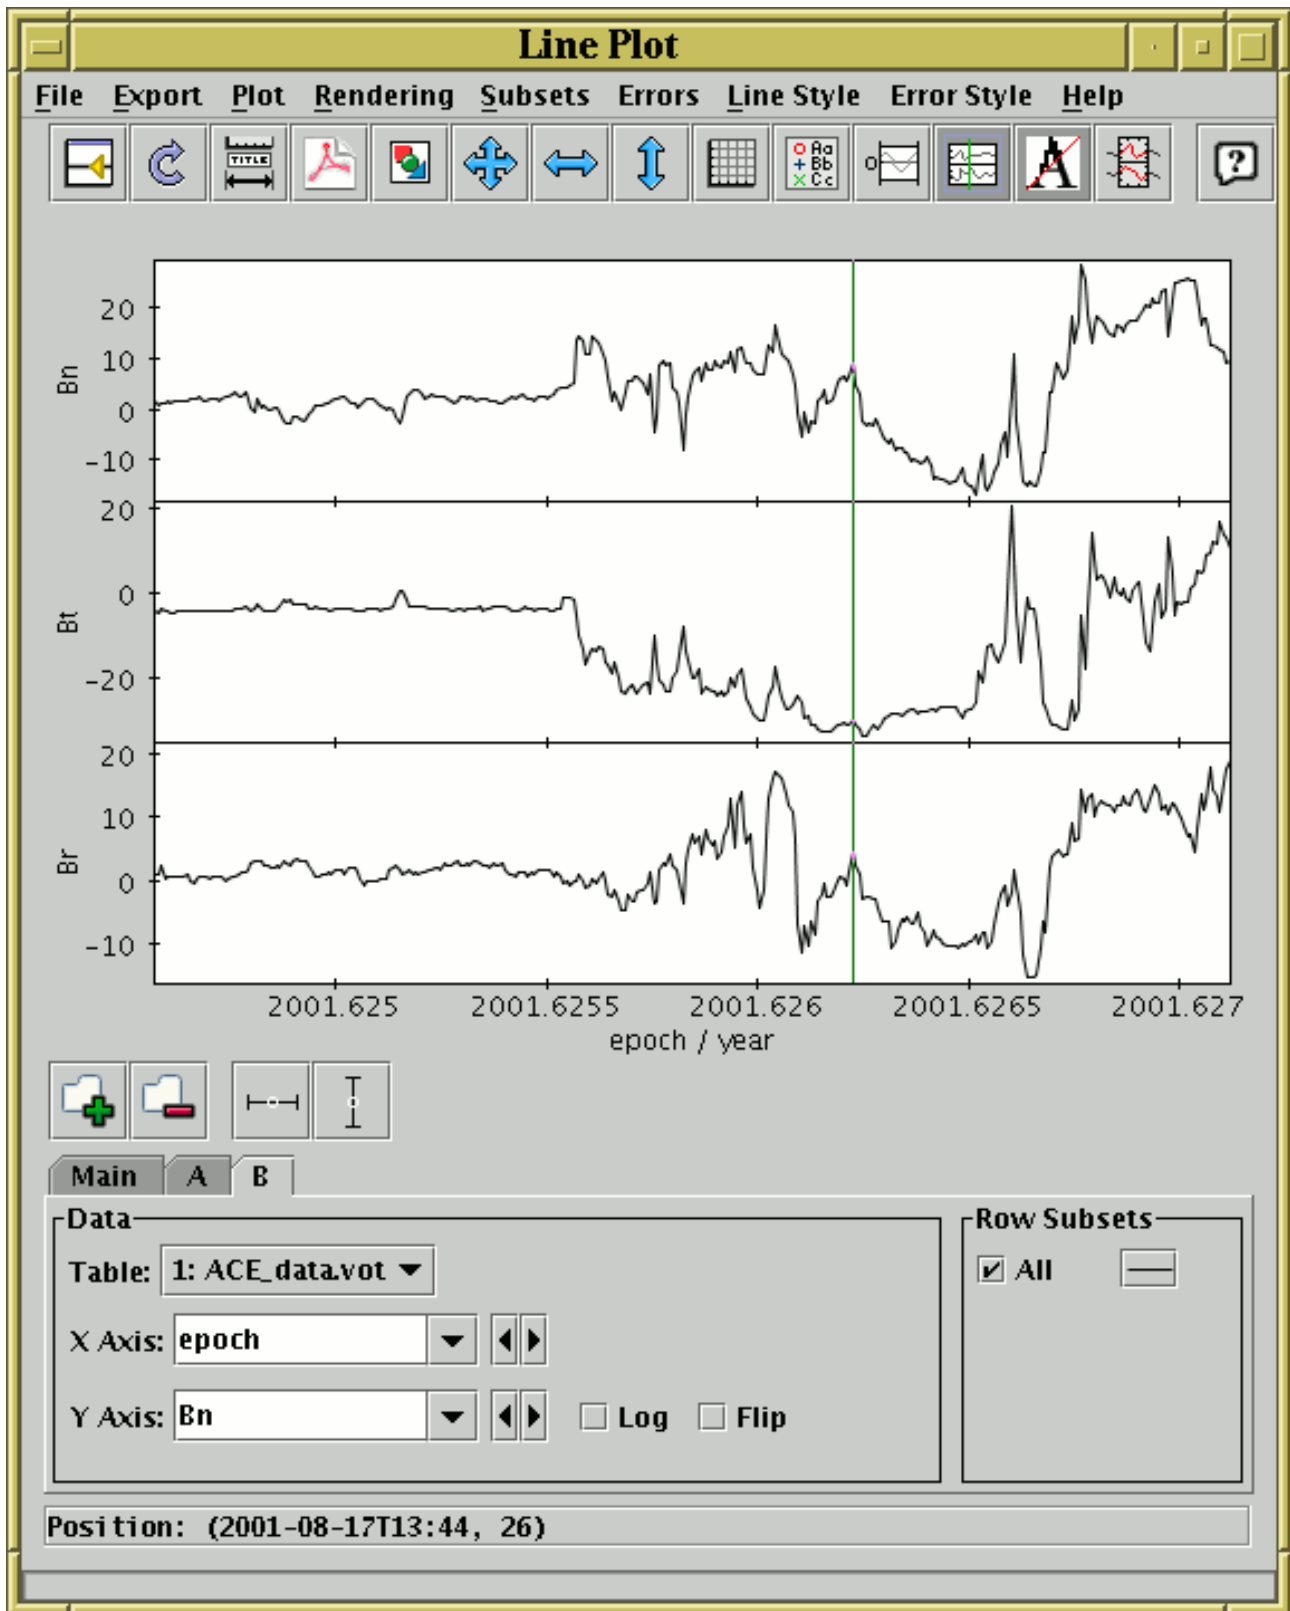 Line Plot
File Export Plot Rendering Subsets Errors Line Style Error Style Help
TITLE
Aa
Bb
Cc
A
?
20
10
0
-10
Bn
20
0
-20
Bt
20
10
0
-10
Br
2001.625 2001.6255 2001.626 2001.6265 2001.627
epoch / year
Main A B
Data
Table: 1: ACE_data.vot
X Axis: epoch
Y Axis: Bn Log Flip
Row Subsets
All
Position: (2001-08-17T13:44, 26)